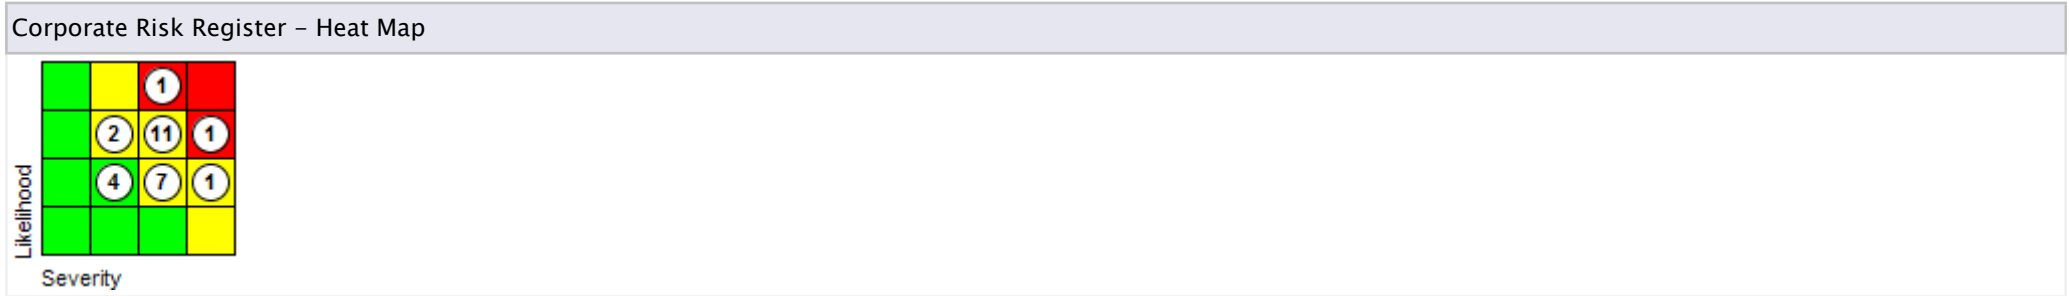 Corporate Risk Register - Heat Map
1
2 11 1
4 7 1
Likelihood
Severity